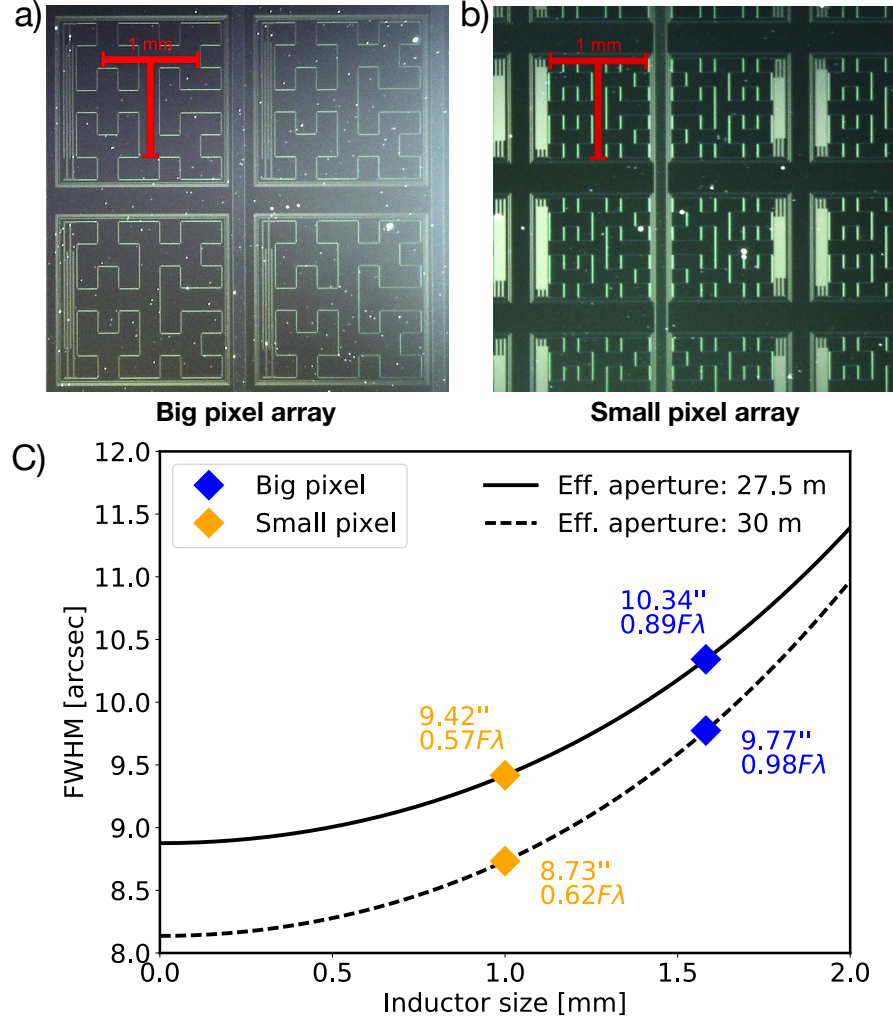 a)
b)
1 mm
1 mm
Big pixel array
Small pixel array
C)
12.0
11.5
11.0
10.5
10.0
9.5
9.0
8.5
8.0
FWHM [arcsec]
Big pixel
Small pixel
Eff. aperture: 27.5 m
Eff. aperture: 30 m
10.34"
0.89Fλ
9.42"
0.57Fλ
9.77"
0.98Fλ
8.73"
0.62Fλ
0.0
0.5
1.0
1.5
2.0
Inductor size [mm]